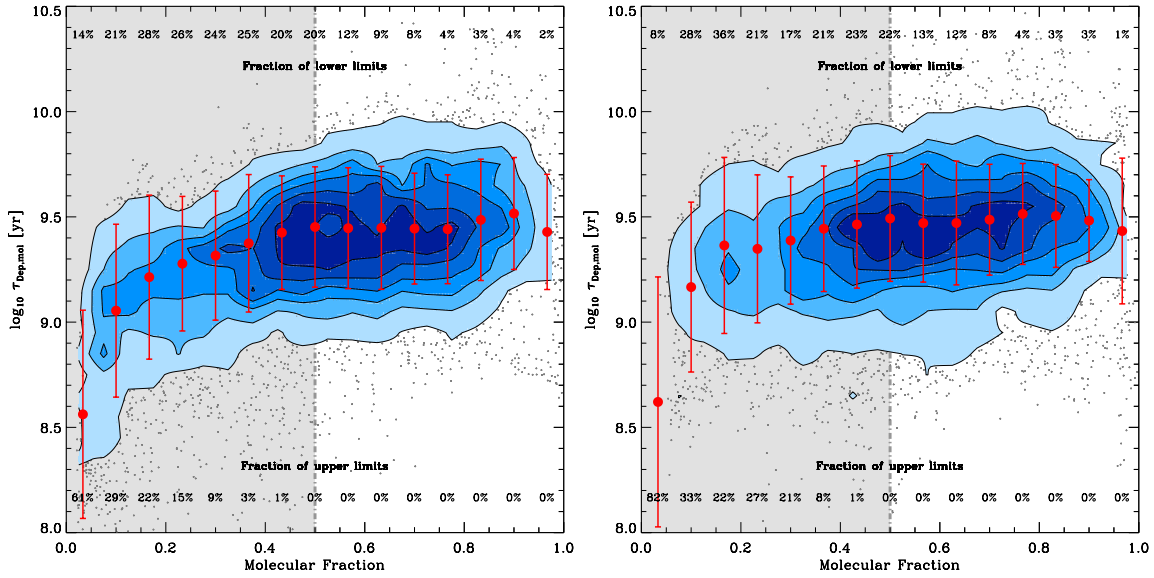 14% 21% 28% 26% 24% 25% 20% 20% 12% 9% 8% 4% 3% 4% 2%
Fraction of lower limits
Fraction of upper limits
61% 29% 22% 15% 9% 3% 1% 0% 0% 0% 0% 0% 0% 0% 0%
10.5
10.0
9.5
9.0
8.5
8.0
log₁₀ τ_Dep,mol [yr]
0.0 0.2 0.4 0.6 0.8 1.0
Molecular Fraction
8% 28% 36% 21% 17% 21% 23% 22% 13% 12% 8% 4% 3% 3% 1%
Fraction of lower limits
Fraction of upper limits
82% 33% 22% 27% 21% 8% 1% 0% 0% 0% 0% 0% 0% 0% 0%
10.5
10.0
9.5
9.0
8.5
8.0
log₁₀ τ_Dep,mol [yr]
0.0 0.2 0.4 0.6 0.8 1.0
Molecular Fraction